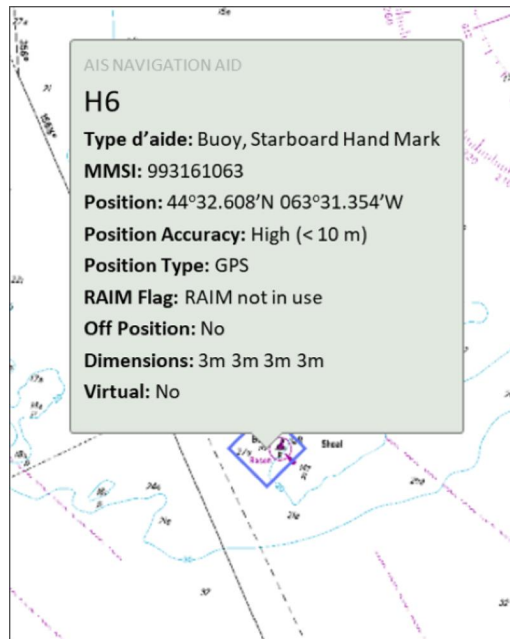 AIS NAVIGATION AID
H6
Type d'aide: Buoy, Starboard Hand Mark
MMSI: 993161063
Position: 44°32.608'N 063°31.354'W
Position Accuracy: High (< 10 m)
Position Type: GPS
RAIM Flag: RAIM not in use
Off Position: No
Dimensions: 3m 3m 3m 3m
Virtual: No
Shoal